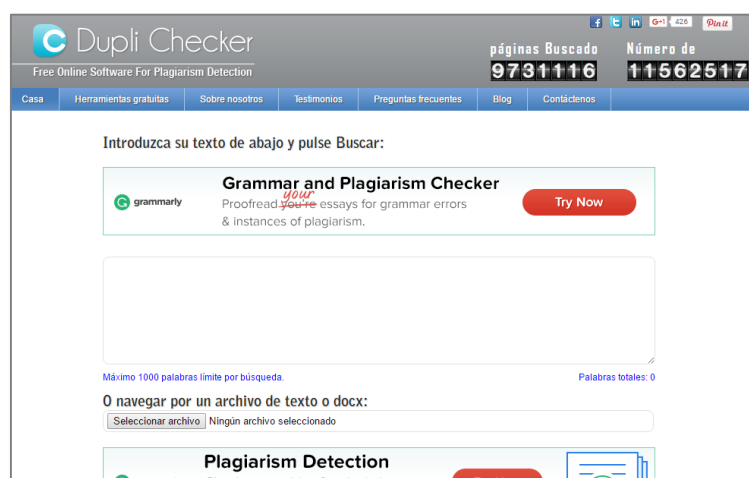 Dupli Checker
Free Online Software For Plagiarism Detection
G+1 426 Pin it
páginas Buscado Número de
9731116 11562517
Casa Herramientas gratuitas Sobre nosotros Testimonios Preguntas frecuentes Blog Contáctenos
Introduzca su texto de abajo y pulse Buscar:
grammarly
Grammar and Plagiarism Checker
your
Proofread you're essays for grammar errors
& instances of plagiarism.
Try Now
Máximo 1000 palabras límite por búsqueda. Palabras totales: 0
O navegar por un archivo de texto o docx:
Seleccionar archivo Ningún archivo seleccionado
Plagiarism Detection